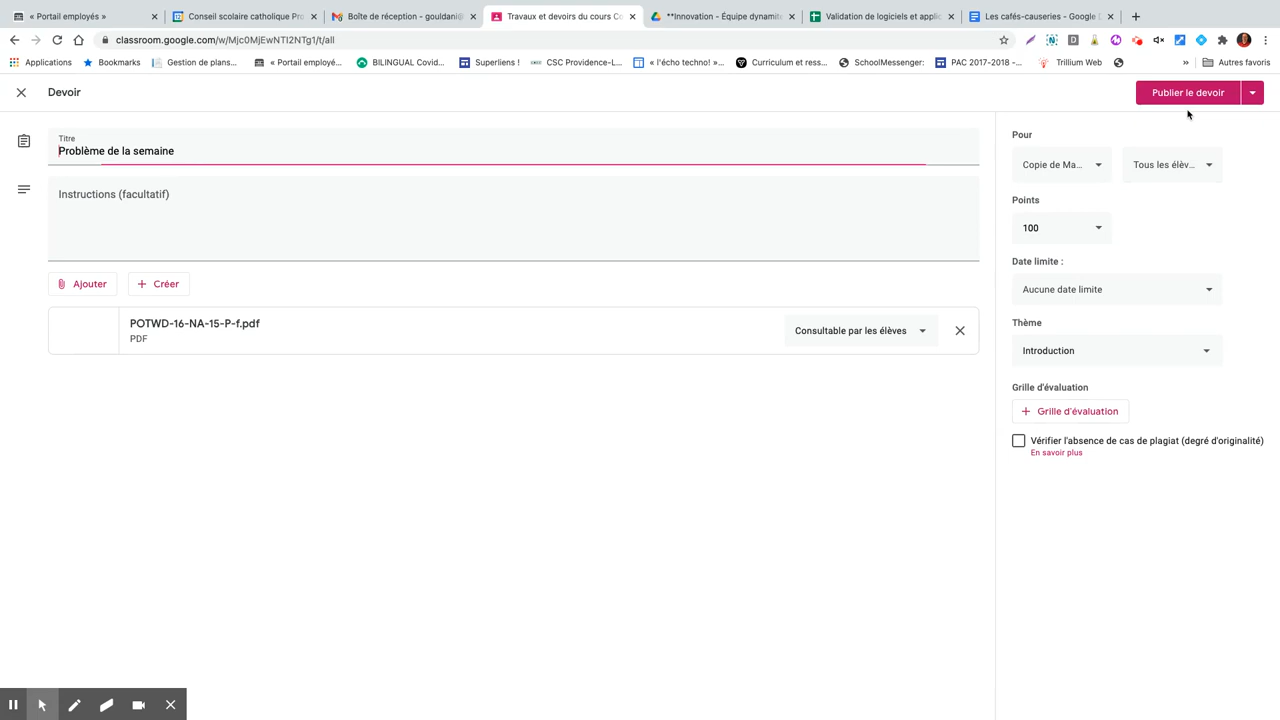 « Portail employés »
Conseil scolaire catholique Pro
Boîte de réception – gouldani@
Travaux et devoirs du cours Co
**Innovation - Équipe dynamite
Validation de logiciels et applic
Les cafés-causeries - Google D
classroom.google.com/w/Mjc0MjEwNTI2NTg1/t/all
Applications
Bookmarks
Gestion de plans...
« Portail employé...
BILINGUAL Covid...
Superliens !
CSC Providence-L...
« l'écho techno! »...
Curriculum et ress...
SchoolMessenger:
PAC 2017-2018 -...
Trillium Web
»
Autres favoris
Devoir
Publier le devoir
Titre
Problème de la semaine
Instructions (facultatif)
Ajouter
Créer
POTWD-16-NA-15-P-f.pdf
PDF
Consultable par les élèves
Pour
Copie de Ma...
Tous les élèv...
Points
100
Date limite :
Aucune date limite
Thème
Introduction
Grille d'évaluation
Grille d'évaluation
Vérifier l'absence de cas de plagiat (degré d'originalité)
En savoir plus